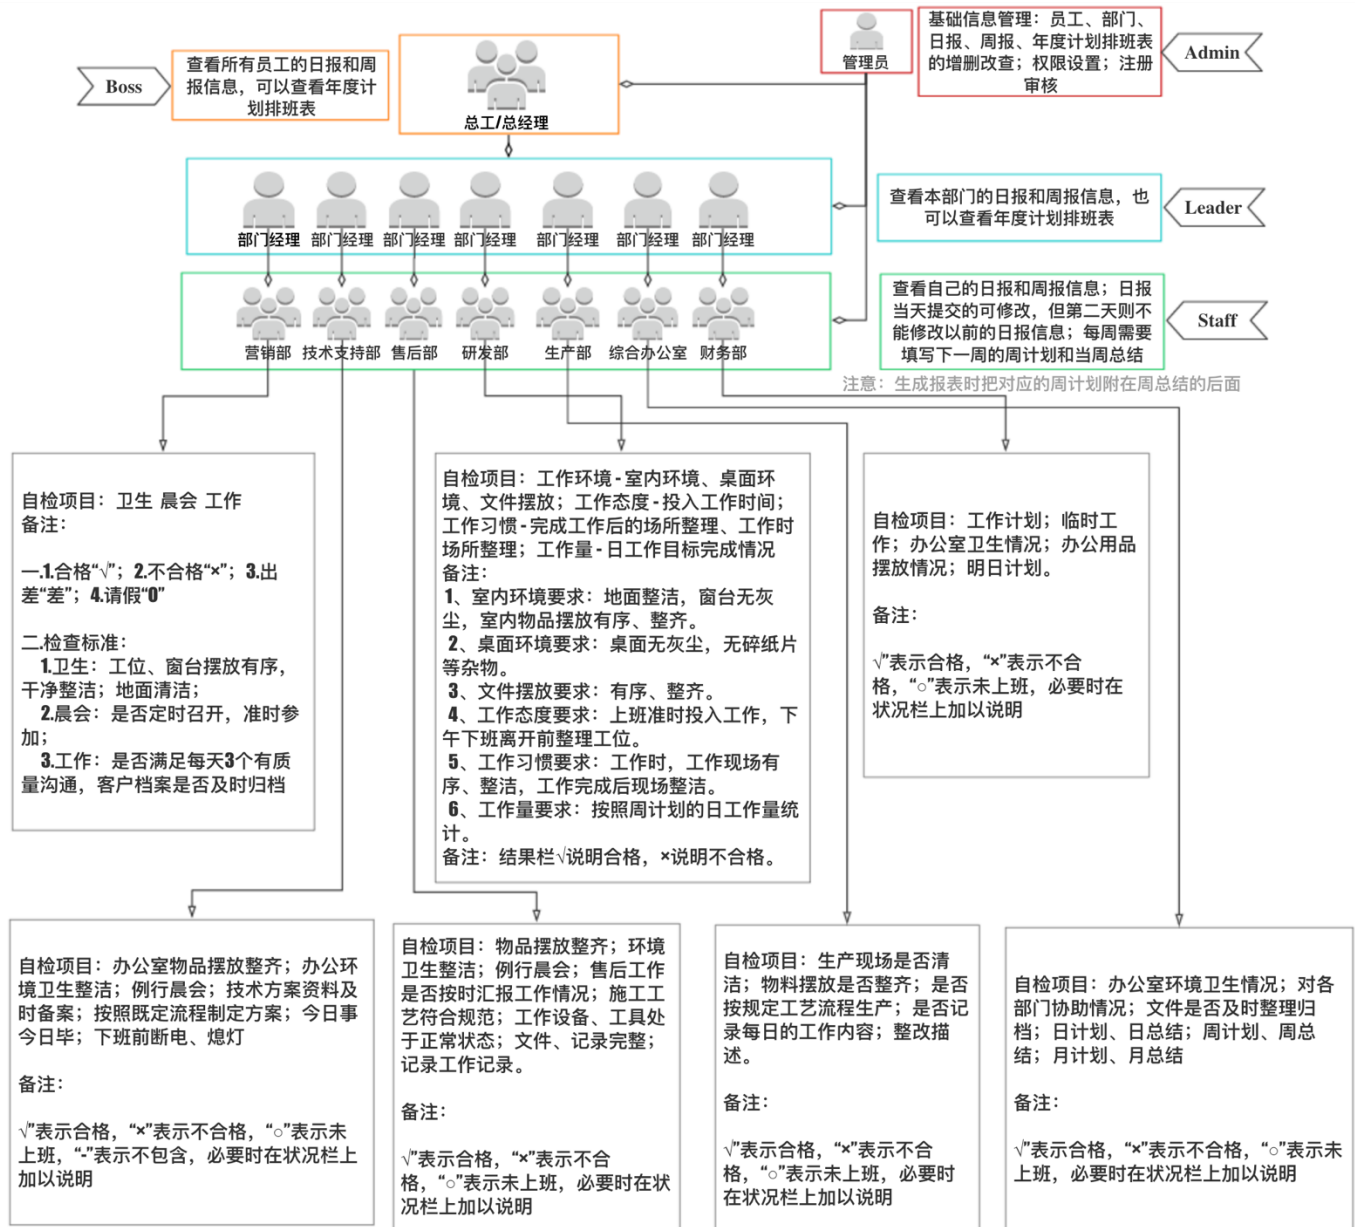 Boss
查看所有员工的日报和周
报信息，可以查看年度计
划排班表
总工/总经理
管理员
基础信息管理：员工、部门、
日报、周报、年度计划排班表
的增删改查；权限设置；注册
审核
Admin
部门经理
部门经理
部门经理
部门经理
部门经理
部门经理
部门经理
查看本部门的日报和周报信息，也
可以查看年度计划排班表
Leader
营销部
技术支持部
售后部
研发部
生产部
综合办公室
财务部
查看自己的日报和周报信息；日报
当天提交的可修改，但第二天则不
能修改以前的日报信息；每周需要
填写下一周的周计划和当周总结
Staff
注意：生成报表时把对应的周计划附在周总结的后面
自检项目：卫生 晨会 工作
备注：
一.1.合格“√”；2.不合格“×”；3.出
差“差”；4.请假“0”
二.检查标准：
1.卫生：工位、窗台摆放有序，
干净整洁；地面清洁；
2.晨会：是否定时召开，准时参
加；
3.工作：是否满足每天3个有质
量沟通，客户档案是否及时归档
自检项目：工作环境-室内环境、桌面环
境、文件摆放；工作态度-投入工作时间；
工作习惯-完成工作后的场所整理、工作时
场所整理；工作量-日工作目标完成情况
备注：
1、室内环境要求：地面整洁，窗台无灰
尘，室内物品摆放有序、整齐。
2、桌面环境要求：桌面无灰尘，无碎纸片
等杂物。
3、文件摆放要求：有序、整齐。
4、工作态度要求：上班准时投入工作，下
午下班离开前整理工位。
5、工作习惯要求：工作时，工作现场有
序、整洁，工作完成后现场整洁。
6、工作量要求：按照周计划的日工作量统
计。
备注：结果栏√说明合格，×说明不合格。
自检项目：工作计划；临时工
作；办公室卫生情况；办公用品
摆放情况；明日计划。
备注：
√”表示合格，“×”表示不合
格，“○”表示未上班，必要时在
状况栏上加以说明
自检项目：办公室物品摆放整齐；办公环
境卫生整洁；例行晨会；技术方案资料及
时备案；按照既定流程制定方案；今日事
今日毕；下班前断电、熄灯
备注：
√”表示合格，“×”表示不合格，“○”表示未
上班，“-”表示不包含，必要时在状况栏上
加以说明
自检项目：物品摆放整齐；环境
卫生整洁；例行晨会；售后工作
是否按时汇报工作情况；施工工
艺符合规范；工作设备、工具处
于正常状态；文件、记录完整；
记录工作记录。
备注：
√”表示合格，“×”表示不合
格，“○”表示未上班，必要时在状
况栏上加以说明
自检项目：生产现场是否清
洁；物料摆放是否整齐；是否
按规定工艺流程生产；是否记
录每日的工作内容；整改描
述。
备注：
√”表示合格，“×”表示不合
格，“○”表示未上班，必要时
在状况栏上加以说明
自检项目：办公室环境卫生情况；对各
部门协助情况；文件是否及时整理归
档；日计划、日总结；周计划、周总
结；月计划、月总结
备注：
√”表示合格，“×”表示不合格，“○”表示未
上班，必要时在状况栏上加以说明